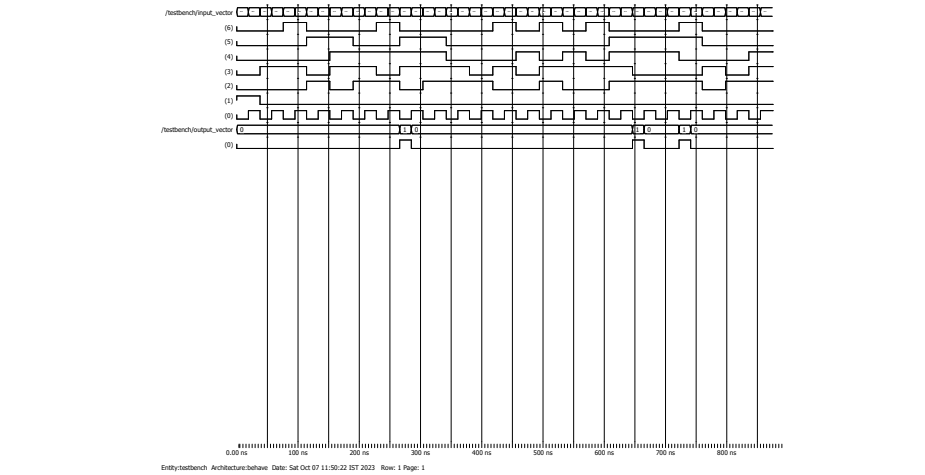 /testbench/input_vector
(6)
(5)
(4)
(3)
(2)
(1)
(0)
/testbench/output_vector 0 1 0 1 0 1 0
(0)
0.00 ns 100 ns 200 ns 300 ns 400 ns 500 ns 600 ns 700 ns 800 ns
Entity:testbench Architecture:behave Date: Sat Oct 07 11:50:22 IST 2023 Row: 1 Page: 1